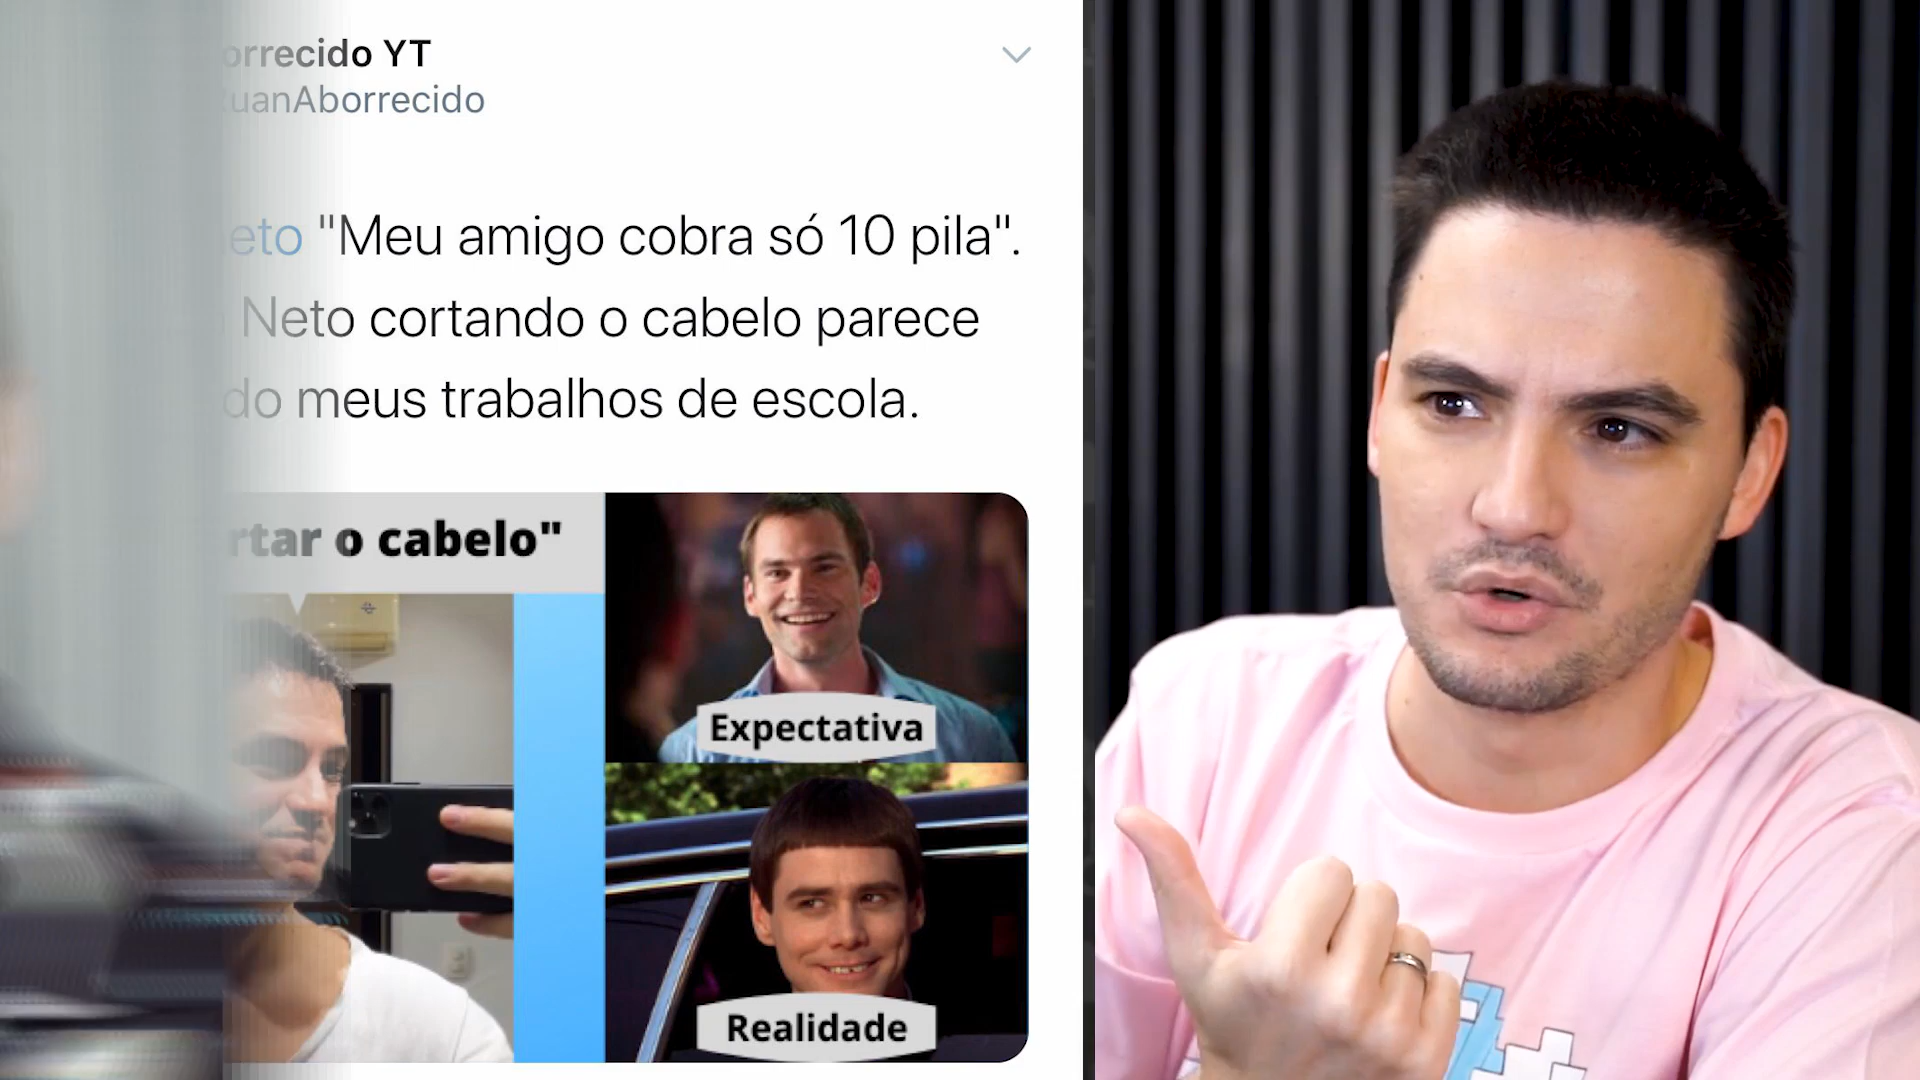 orrecido YT
uanAborrecido
eto "Meu amigo cobra só 10 pila".
Neto cortando o cabelo parece
do meus trabalhos de escola.
rtar o cabelo"
Expectativa
Realidade